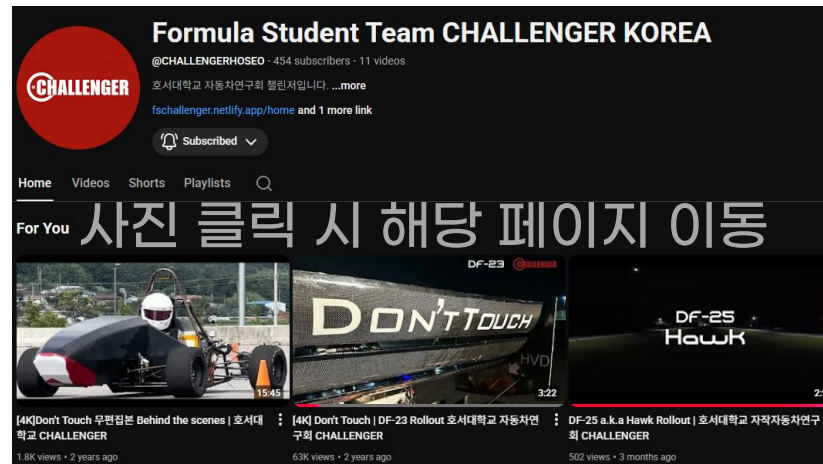 Formula Student Team CHALLENGER KOREA
CHALLENGER
@CHALLENGERHOSEO · 454 subscribers · 11 videos
호서대학교 자동차연구회 챌린저입니다. ...more
fschallenger.netlify.app/home and 1 more link
Subscribed
Home Videos Shorts Playlists
For You
사진 클릭 시 해당 페이지 이동
DF-23 CHALLENGER
DON'T TOUCH
HVD
DF-25
Hawk
15:45
3:22
[4K]Don't Touch 무편집본 Behind the scenes | 호서대
학교 CHALLENGER
1.8K views • 2 years ago
[4K] Don't Touch | DF-23 Rollout 호서대학교 자동차연
구회 CHALLENGER
63K views • 2 years ago
DF-25 a.k.a Hawk Rollout | 호서대학교 자작자동차연구
회 CHALLENGER
502 views • 3 months ago